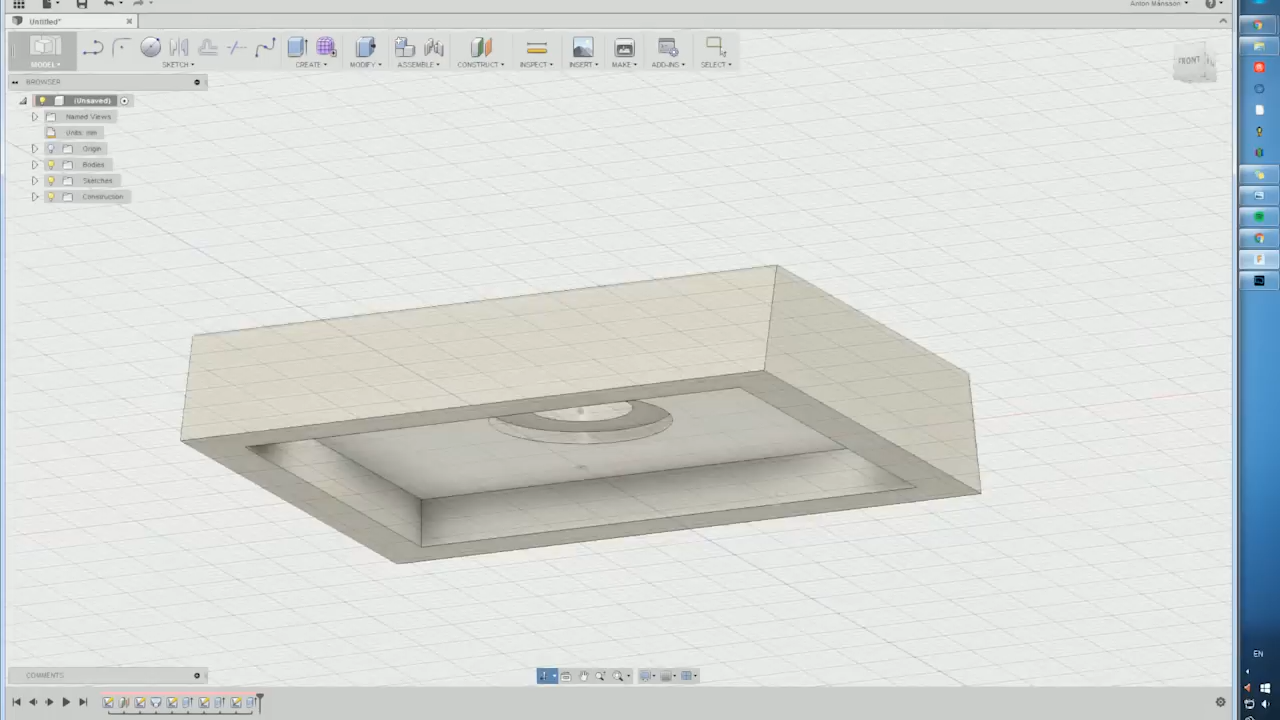 Anton Månsson
Untitled*
MODEL
SKETCH
CREATE
MODIFY
ASSEMBLE
CONSTRUCT
INSPECT
INSERT
MAKE
ADD-INS
SELECT
FRONT
BROWSER
(Unsaved)
Named Views
Units: mm
Origin
Bodies
Sketches
Construction
COMMENTS
EN